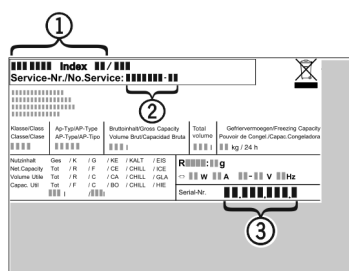 1
Index /
Service-Nr./No.Service: -
2
Klasse/Class Ap-Typ/AP-Type Bruttoinhalt/Gross Capacity Total Gefriervermoegen/Freezing Capacity
Classe/Clase AP-Type/AP-Tipo Volume Brut/Capacidad Bruta volume Pouvoir de Congel./Capac.Congeladora
l l kg / 24 h
Nutzinhalt Ges / K / G / KE / KALT / EIS
Net.Capacity Tot / R / F / CE / CHILL / ICE
Volume Utile Tot / R / C / CA / CHILL / GLA
Capac. Util Tot / F / C / BO / CHILL / HIE
l / l
R : g
W A - V Hz
Serial-Nr. . . .
3